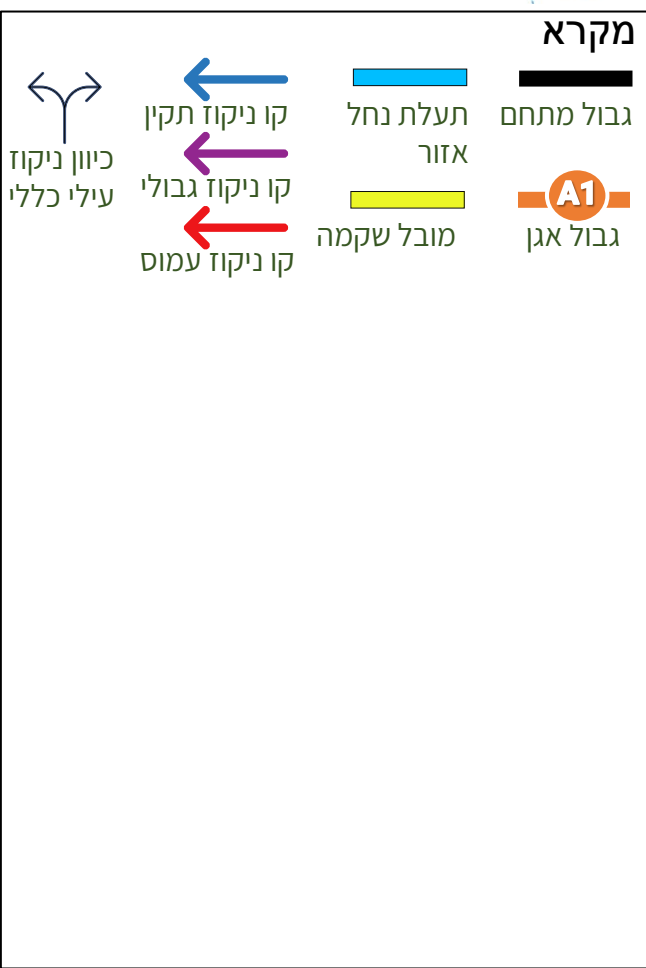 מקרא
גבול מתחם
תעלת נחל
אזור
קו ניקוז תקין
כיוון ניקוז
עילי כללי
A1
גבול אגן
מובל שקמה
קו ניקוז גבולי
קו ניקוז עמוס